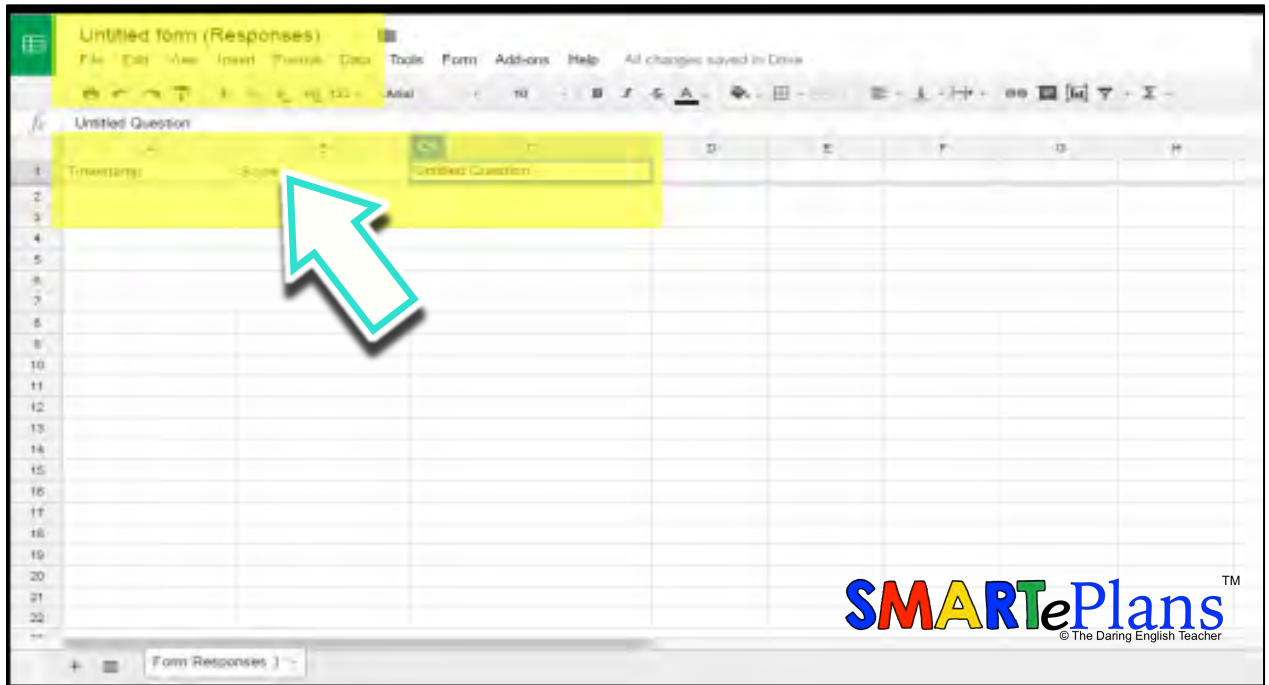 Untitled form (Responses)
File Edit View Insert Format Data Tools Form Add-ons Help All changes saved in Drive
Arial 10 B I S A Σ
fx Untitled Question
A C D E F G H
1 Timestamp Score Untitled Question
2
3
4
5
6
7
8
9
10
11
12
13
14
15
16
17
18
19
20
21
22
SMARTePlans TM
© The Daring English Teacher
+ Form Responses 1